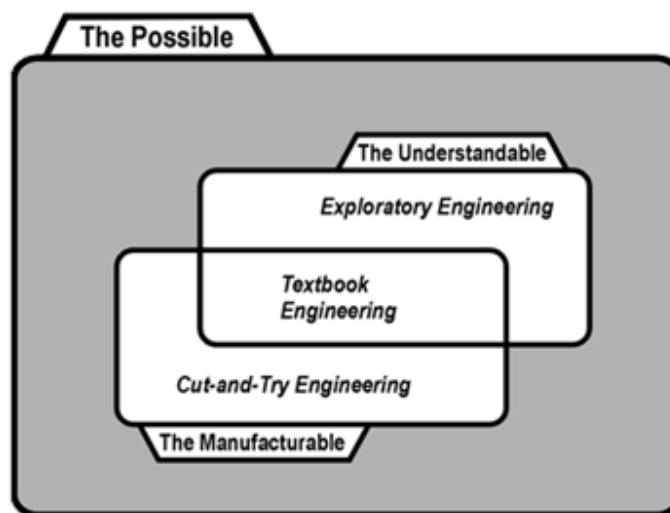 The Possible
The Understandable
Exploratory Engineering
Textbook
Engineering
Cut-and-Try Engineering
The Manufacturable